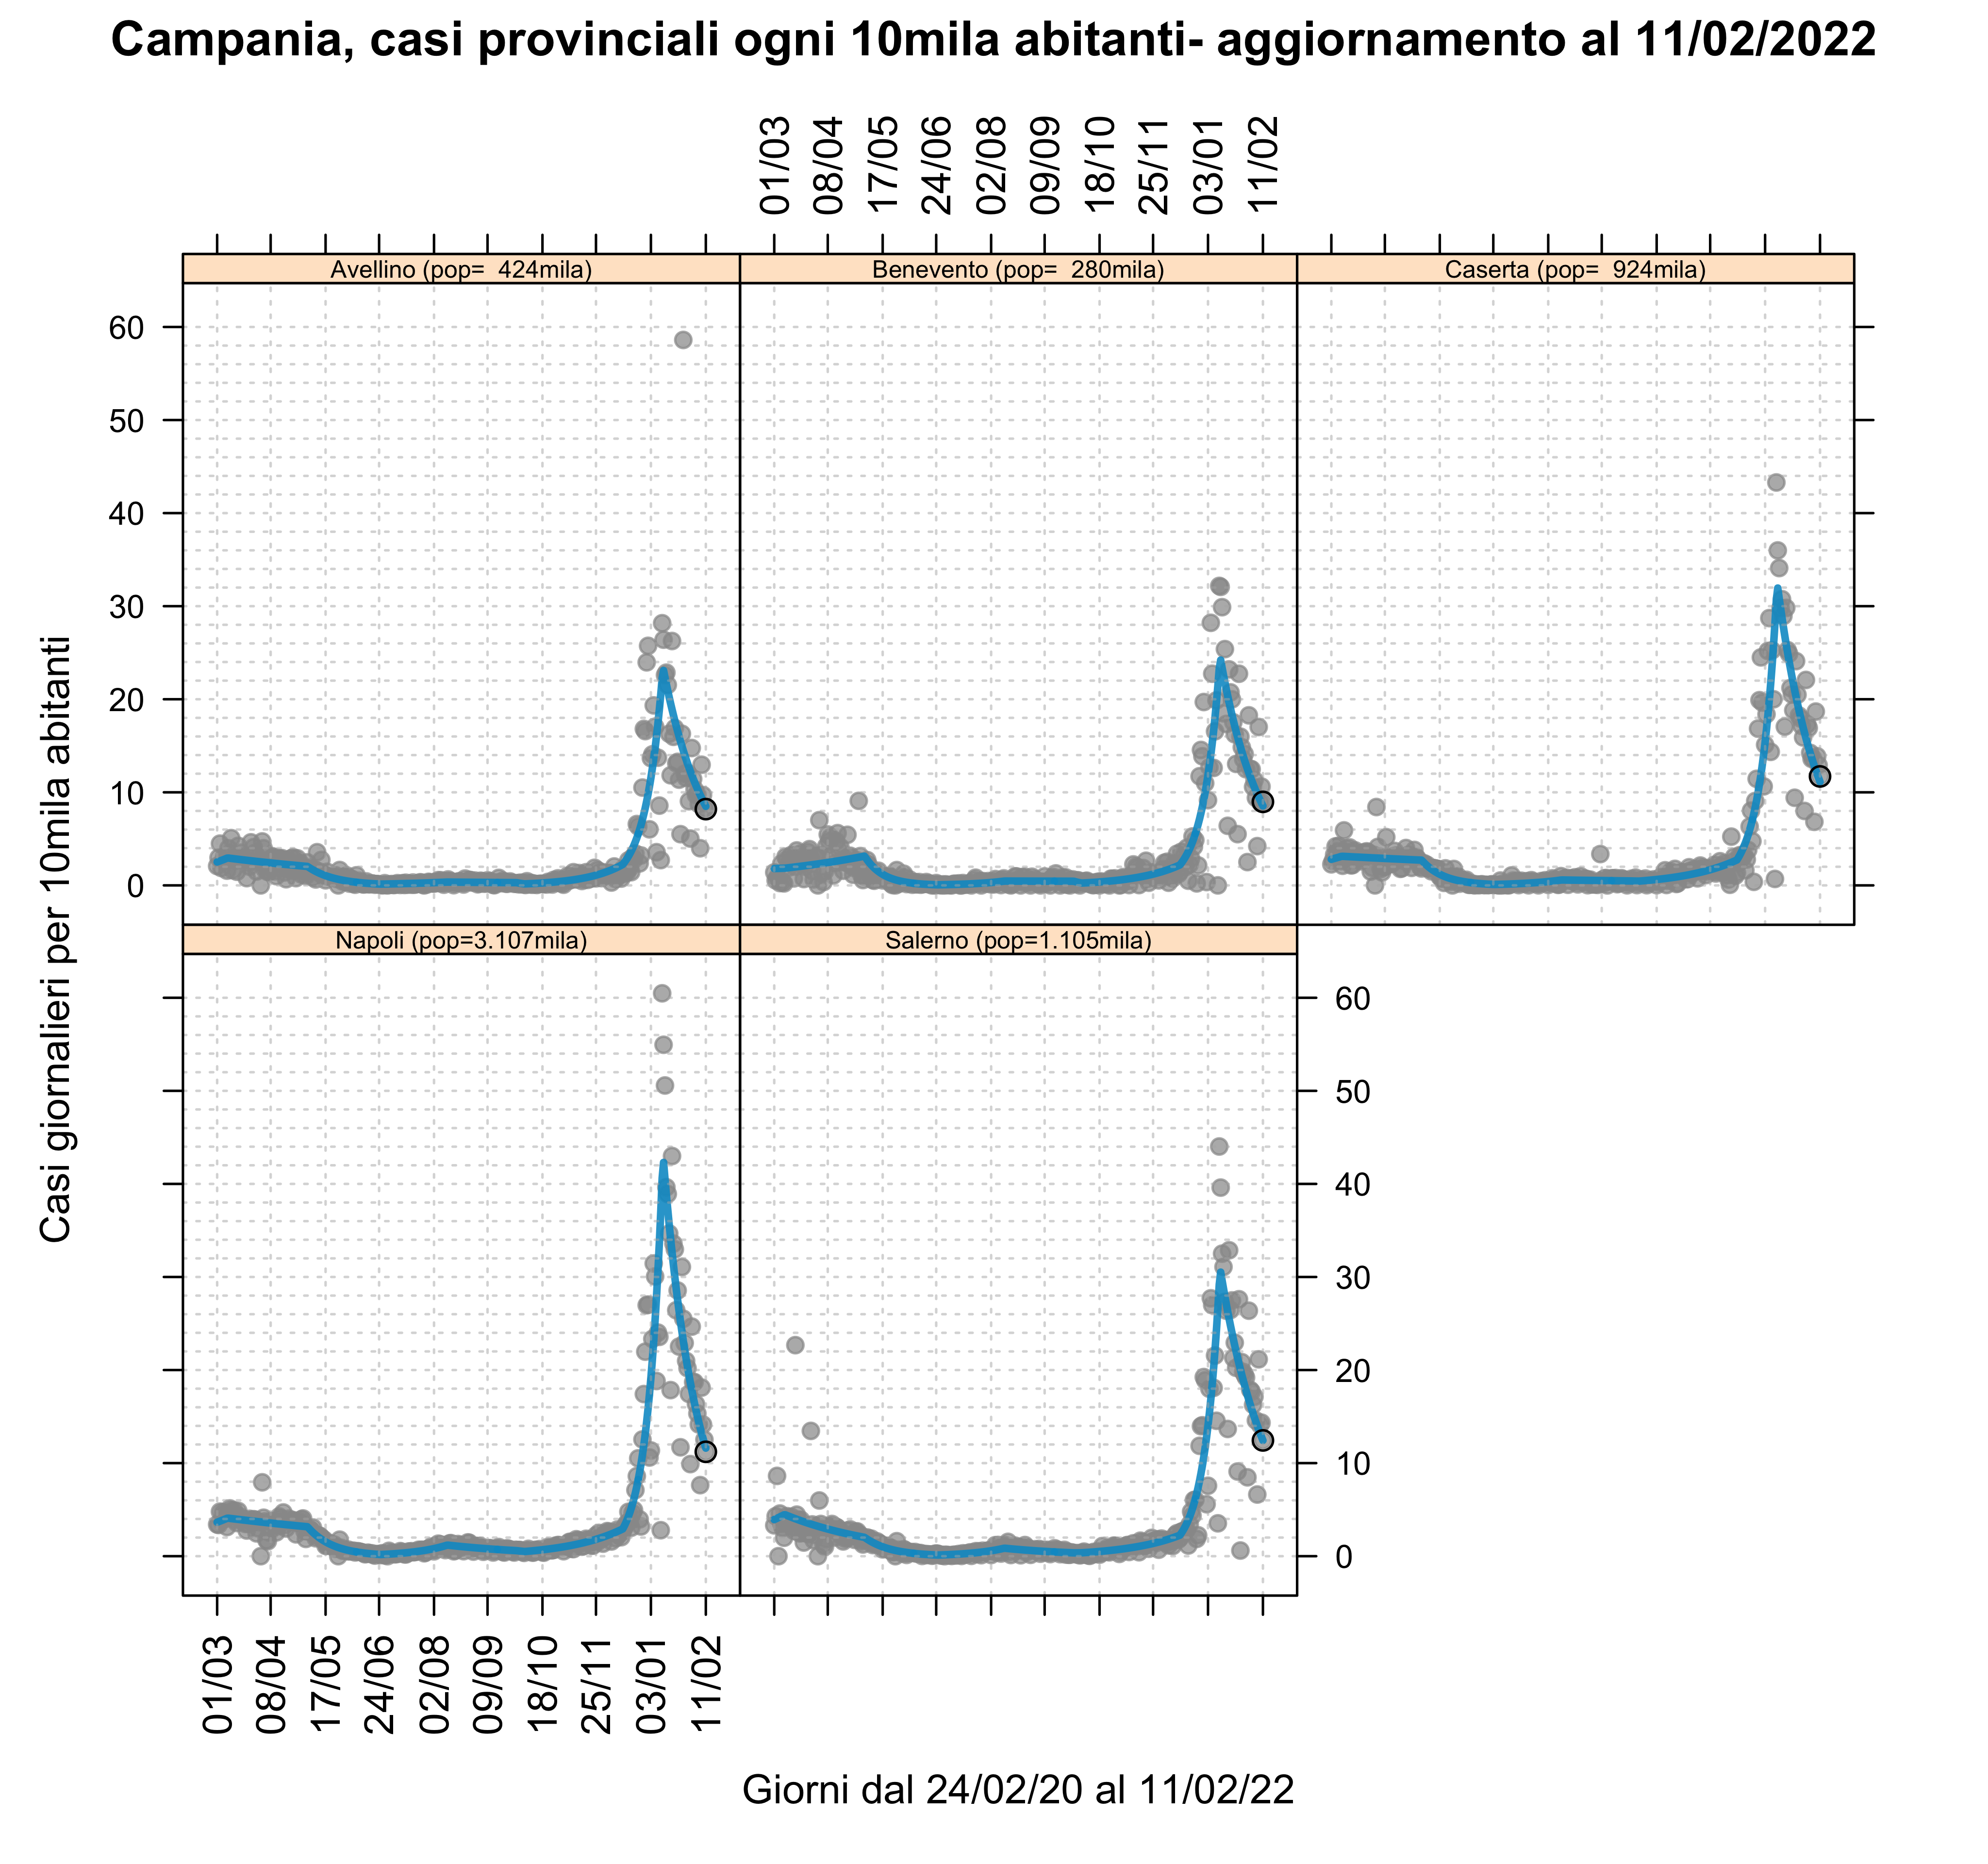 Campania, casi provinciali ogni 10mila abitanti- aggiornamento al 11/02/2022
01/03 08/04 17/05 24/06 02/08 09/09 18/10 25/11 03/01 11/02
Avellino (pop= 424mila)
Benevento (pop= 280mila)
Caserta (pop= 924mila)
60
50
40
30
20
10
0
Casi giornalieri per 10mila abitanti
Napoli (pop=3.107mila)
Salerno (pop=1.105mila)
60
50
40
30
20
10
0
01/03 08/04 17/05 24/06 02/08 09/09 18/10 25/11 03/01 11/02
Giorni dal 24/02/20 al 11/02/22